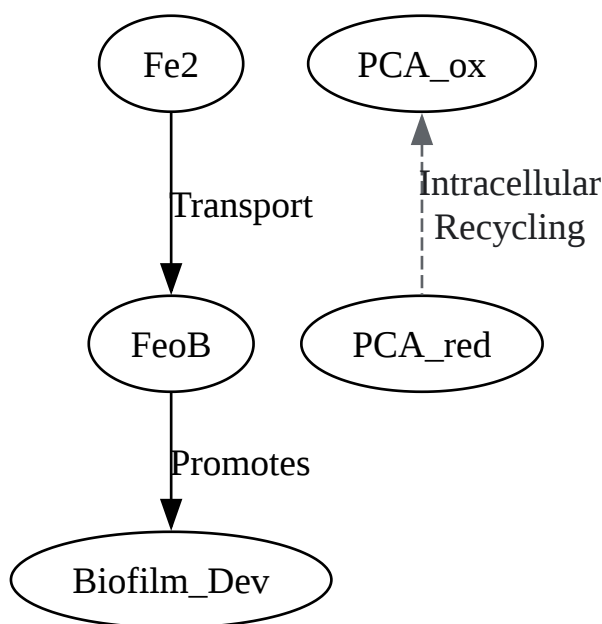 Fe2
PCA_ox
Transport
Intracellular
Recycling
FeoB
PCA_red
Promotes
Biofilm_Dev